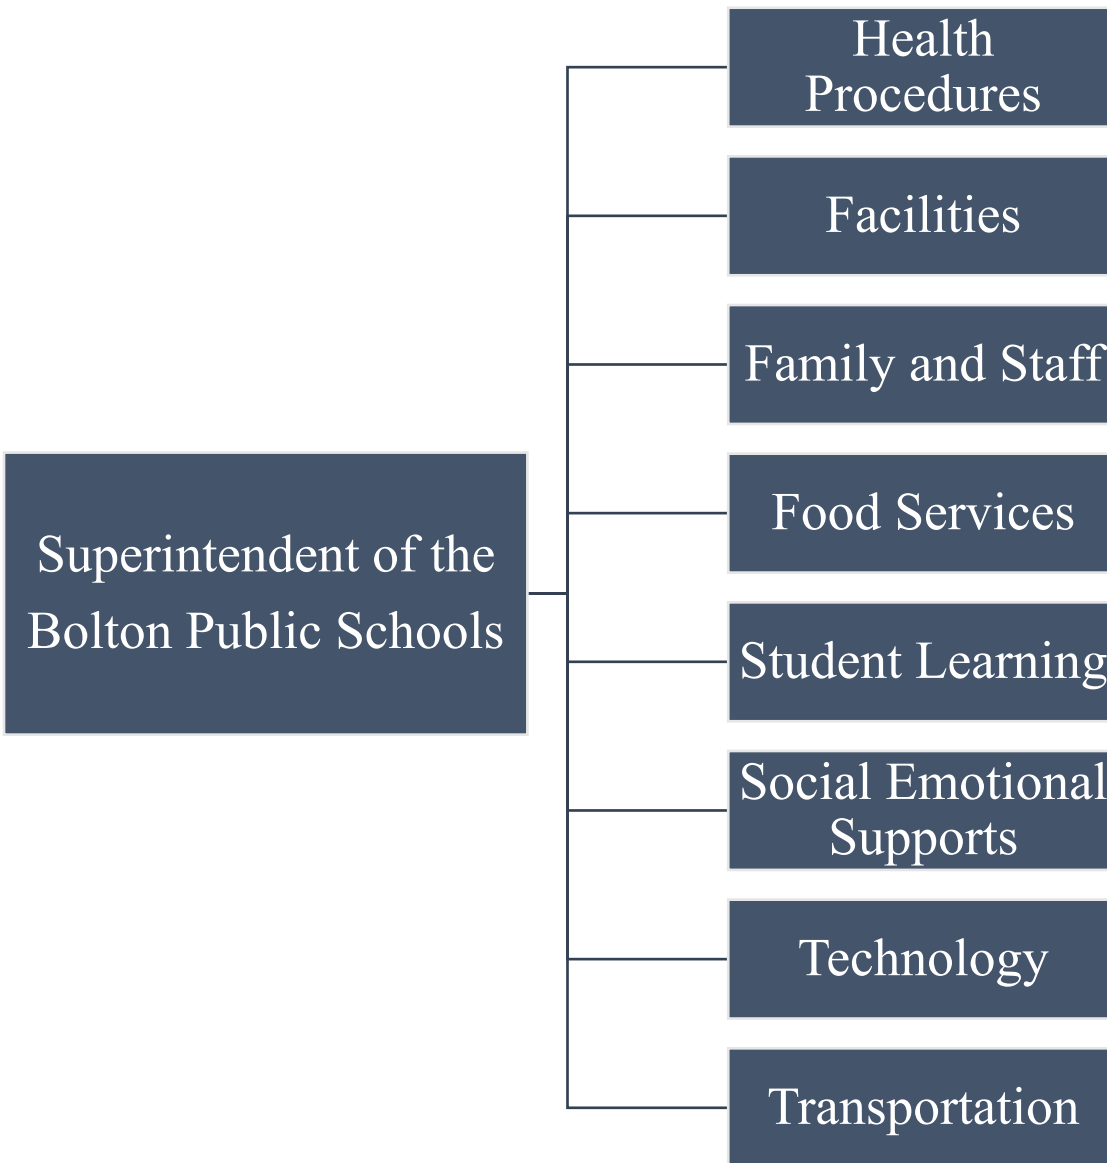 Health
Procedures
Facilities
Family and Staff
Food Services
Superintendent of the
Bolton Public Schools
Student Learning
Social Emotional
Supports
Technology
Transportation